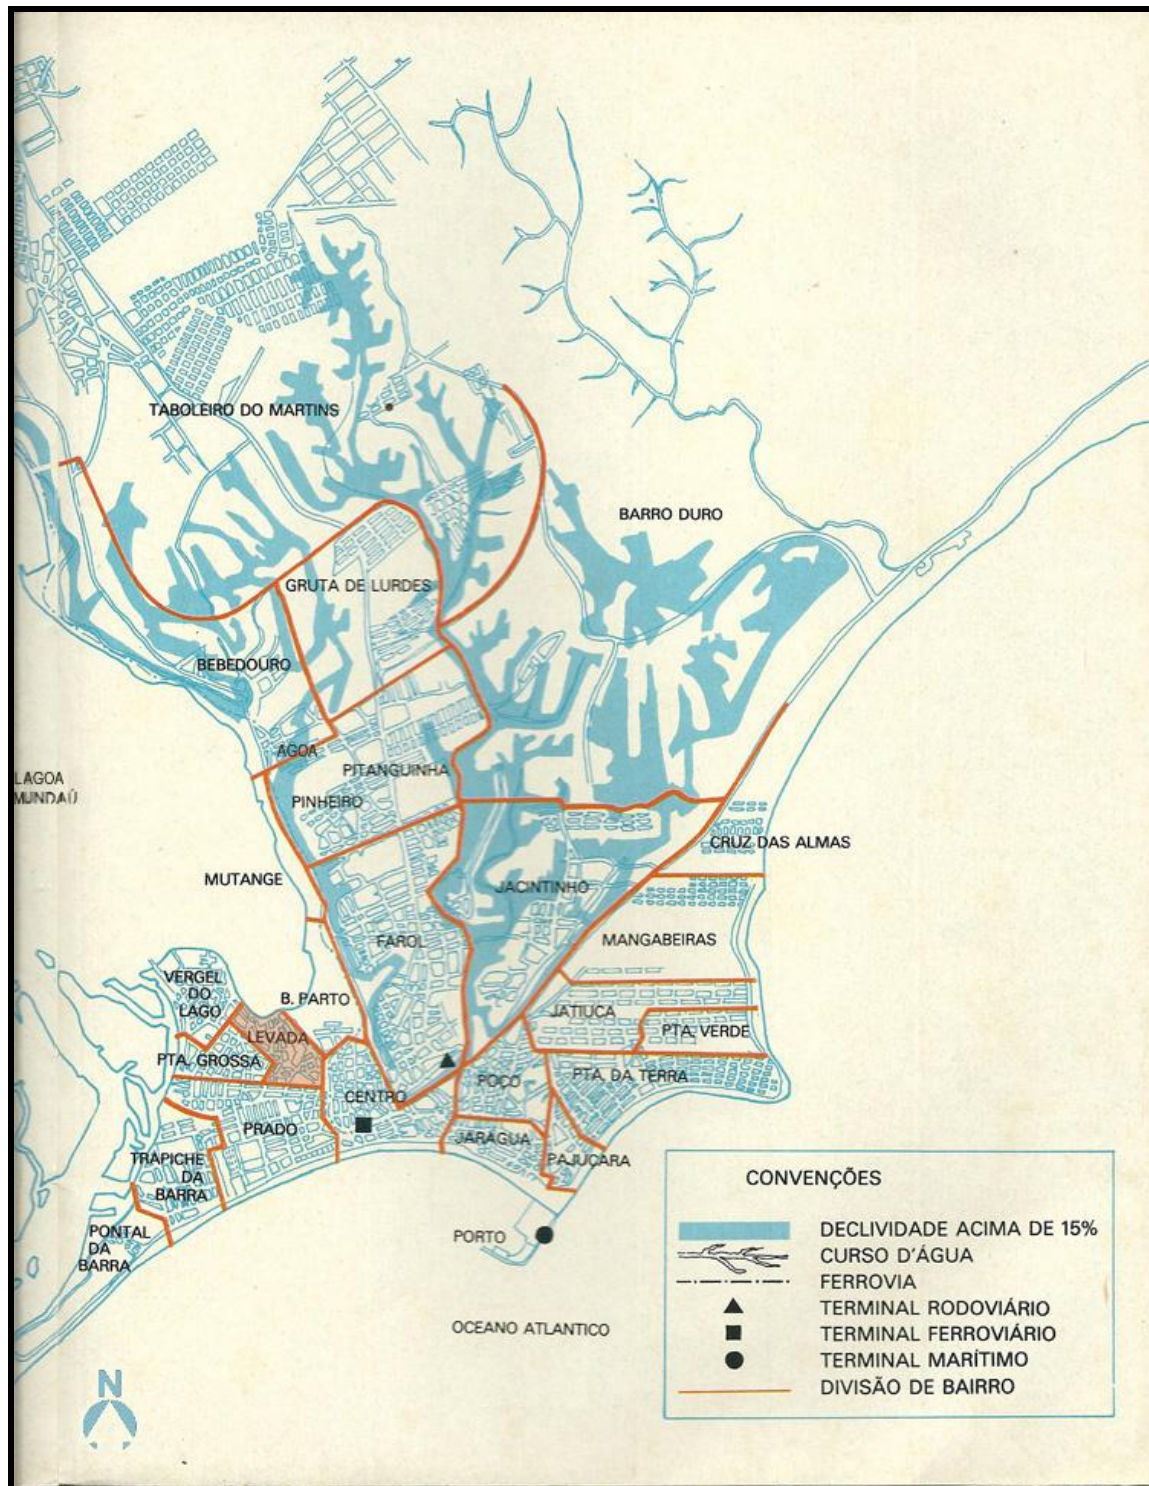 TABOLEIRO DO MARTINS
BARRO DURO
GRUTA DE LURDES
BEBEDOURO
AGOA
PITANGUINHA
LAGOA
MUNDAÚ
PINHEIRO
CRUZ DAS ALMAS
MUTANGE
JACINTINHO
FAROL
MANGABEIRAS
VERGEL
DO
LAGO
B. PARTO
JATIUCA
PTA. VERDE
LEVADA
PTA. GROSSA
POÇO
PTA. DA TERRA
CENTRO
PRADO
JARAGUA
PAJUÇARA
TRAPICHE
DA
BARRA
PONTAL
DA
BARRA
PORTO
OCEANO ATLANTICO
CONVENÇÕES
DECLIVIDADE ACIMA DE 15%
CURSO D'ÁGUA
FERROVIA
TERMINAL RODOVIÁRIO
TERMINAL FERROVIÁRIO
TERMINAL MARÍTIMO
DIVISÃO DE BAIRRO
N